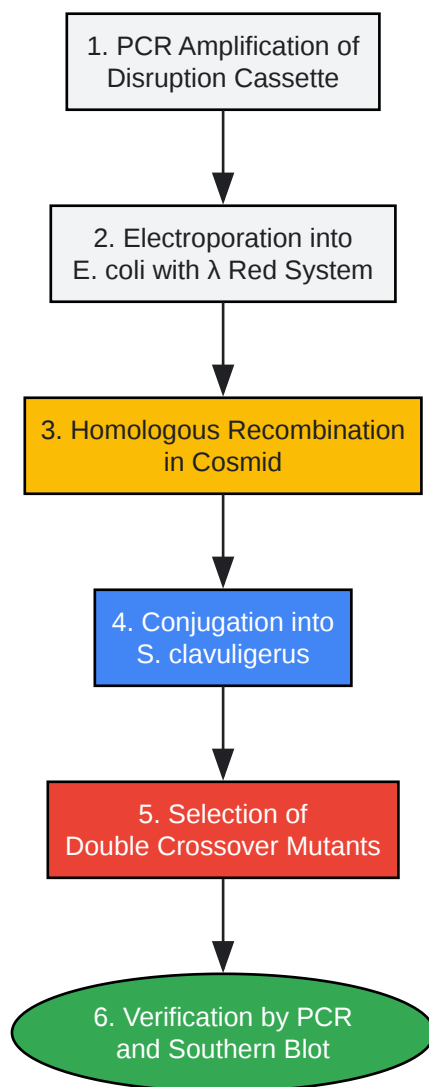 1. PCR Amplification of
Disruption Cassette
2. Electroporation into
E. coli with λ Red System
3. Homologous Recombination
in Cosmid
4. Conjugation into
S. clavuligerus
5. Selection of
Double Crossover Mutants
6. Verification by PCR
and Southern Blot